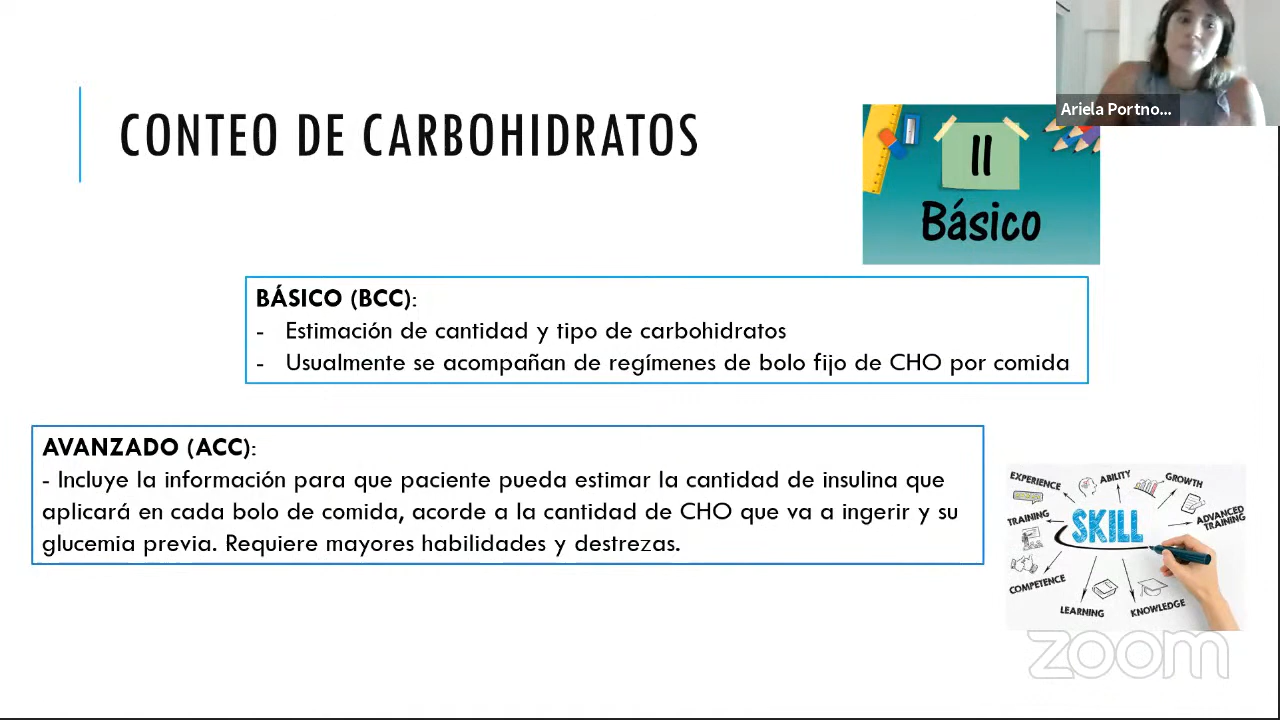 Ariela Portno...
CONTEO DE CARBOHIDRATOS
II
Básico
BÁSICO (BCC):
- Estimación de cantidad y tipo de carbohidratos
- Usualmente se acompañan de regímenes de bolo fijo de CHO por comida
AVANZADO (ACC):
- Incluye la información para que paciente pueda estimar la cantidad de insulina que
aplicará en cada bolo de comida, acorde a la cantidad de CHO que va a ingerir y su
glucemia previa. Requiere mayores habilidades y destrezas.
EXPERIENCE
ABILITY
GROWTH
TRAINING
SKILL
ADVANCED
TRAINING
COMPETENCE
LEARNING
KNOWLEDGE
zoom